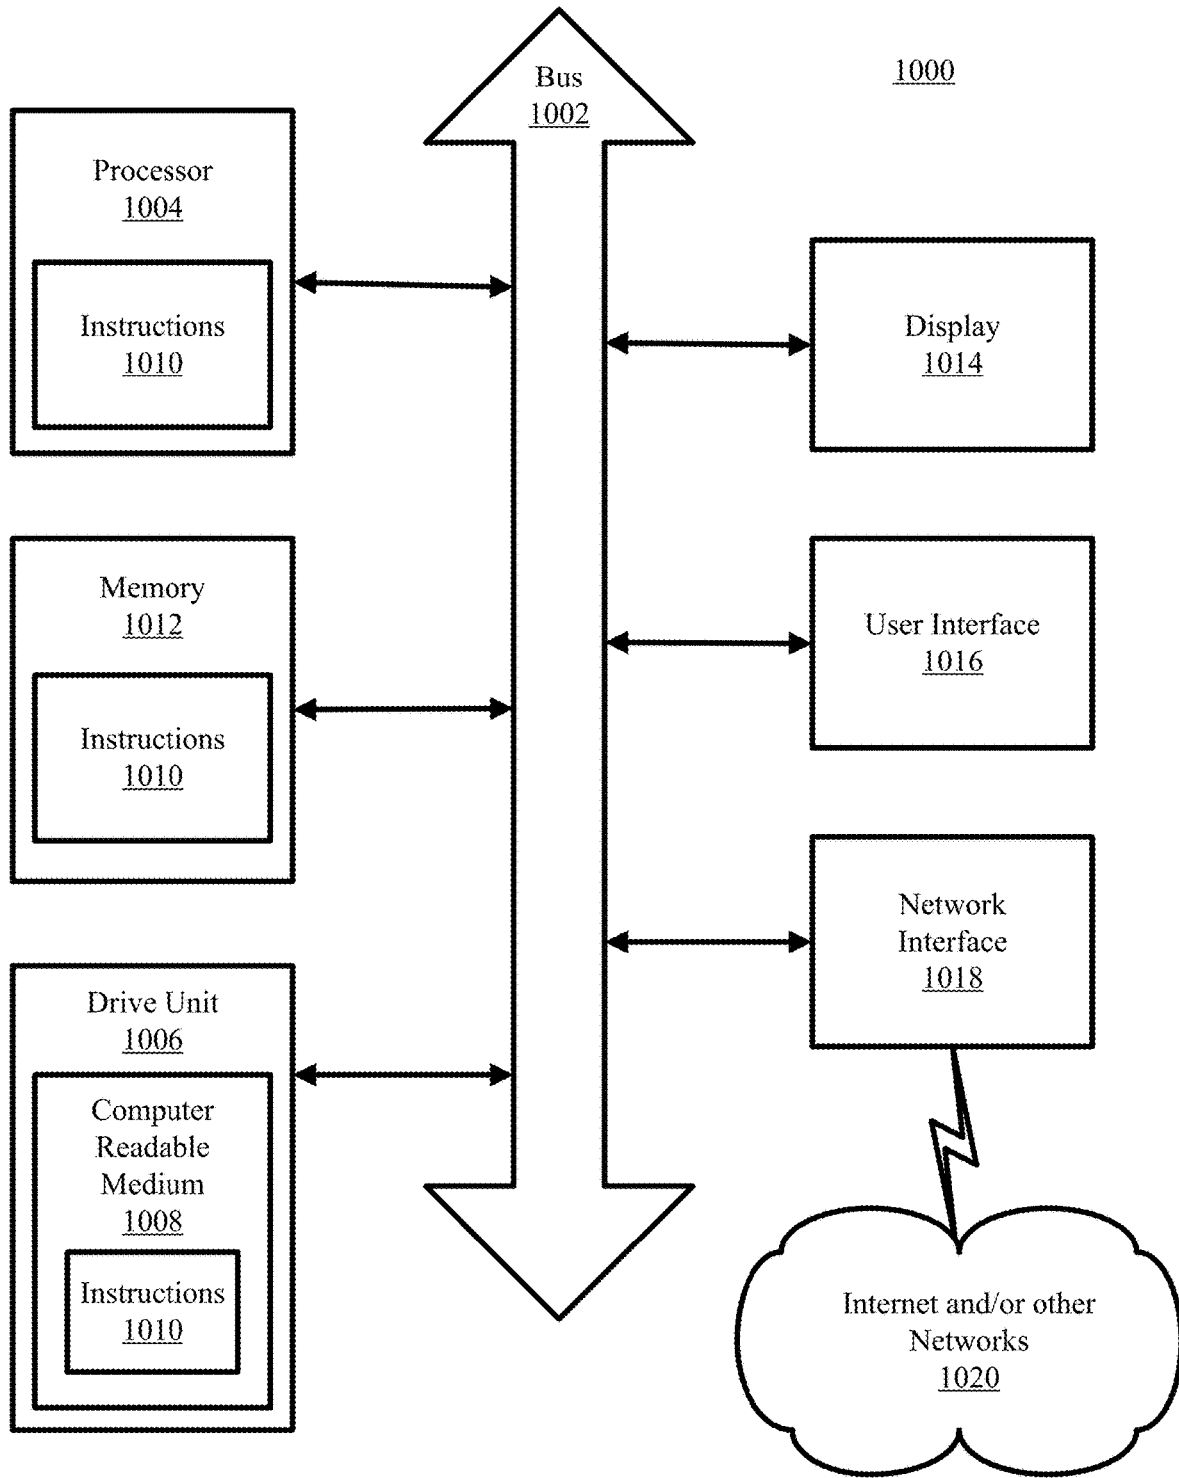 Bus
1002
1000
Processor
1004
Instructions
1010
Display
1014
Memory
1012
Instructions
1010
User Interface
1016
Network
Interface
1018
Drive Unit
1006
Computer
Readable
Medium
1008
Instructions
1010
Internet and/or other
Networks
1020